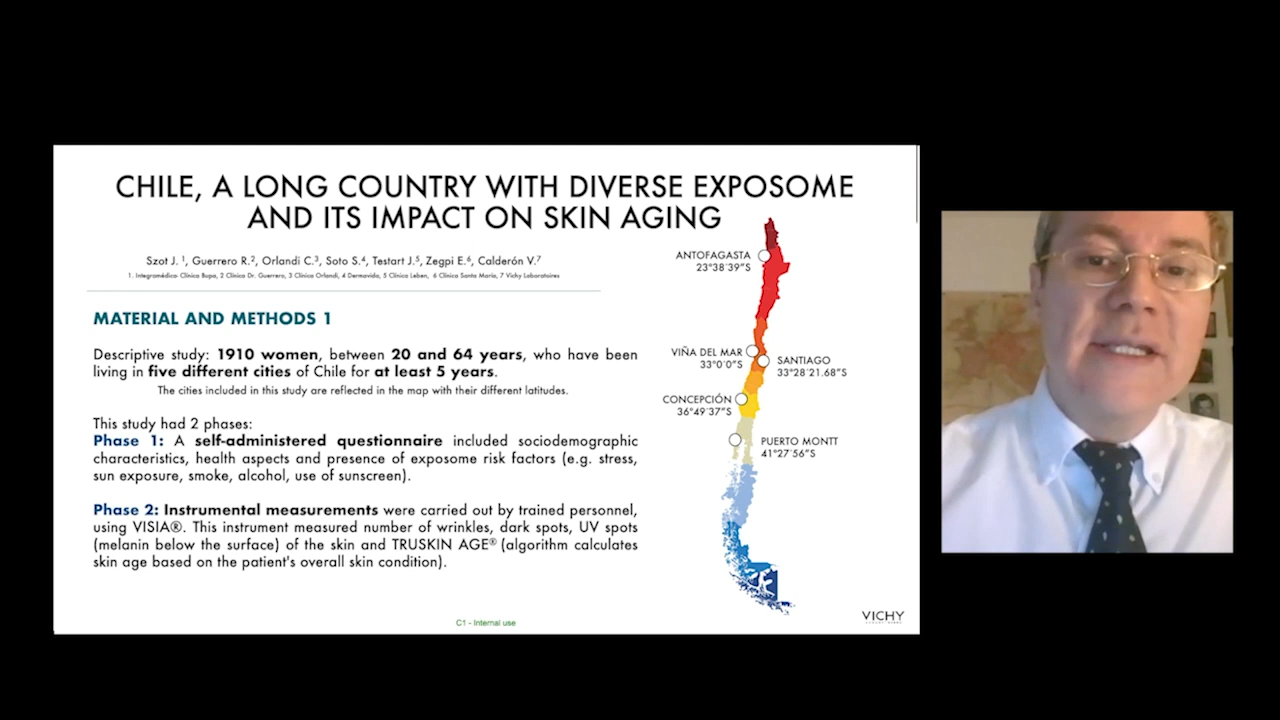 CHILE, A LONG COUNTRY WITH DIVERSE EXPOSOME
AND ITS IMPACT ON SKIN AGING
Szot J. ¹, Guerrero R.², Orlandi C.³, Soto S.⁴, Testart J.⁵, Zegpi E.⁶, Calderón V.⁷
1. Integramédica- Clínica Bupa, 2 Clínica Dr. Guerrero, 3 Clínica Orlandi, 4 Dermavida, 5 Clínica Leben, 6 Clínica Santa María, 7 Vichy Laboratoires
MATERIAL AND METHODS 1
Descriptive study: 1910 women, between 20 and 64 years, who have been
living in five different cities of Chile for at least 5 years.
The cities included in this study are reflected in the map with their different latitudes.
This study had 2 phases:
Phase 1: A self-administered questionnaire included sociodemographic
characteristics, health aspects and presence of exposome risk factors (e.g. stress,
sun exposure, smoke, alcohol, use of sunscreen).
Phase 2: Instrumental measurements were carried out by trained personnel,
using VISIA®. This instrument measured number of wrinkles, dark spots, UV spots
(melanin below the surface) of the skin and TRUSKIN AGE® (algorithm calculates
skin age based on the patient's overall skin condition).
ANTOFAGASTA
23°38´39”S
VIÑA DEL MAR
33°0´0”S
SANTIAGO
33°28´21.68”S
CONCEPCIÓN
36°49´37”S
PUERTO MONTT
41°27´56”S
C1 - Internal use
VICHY